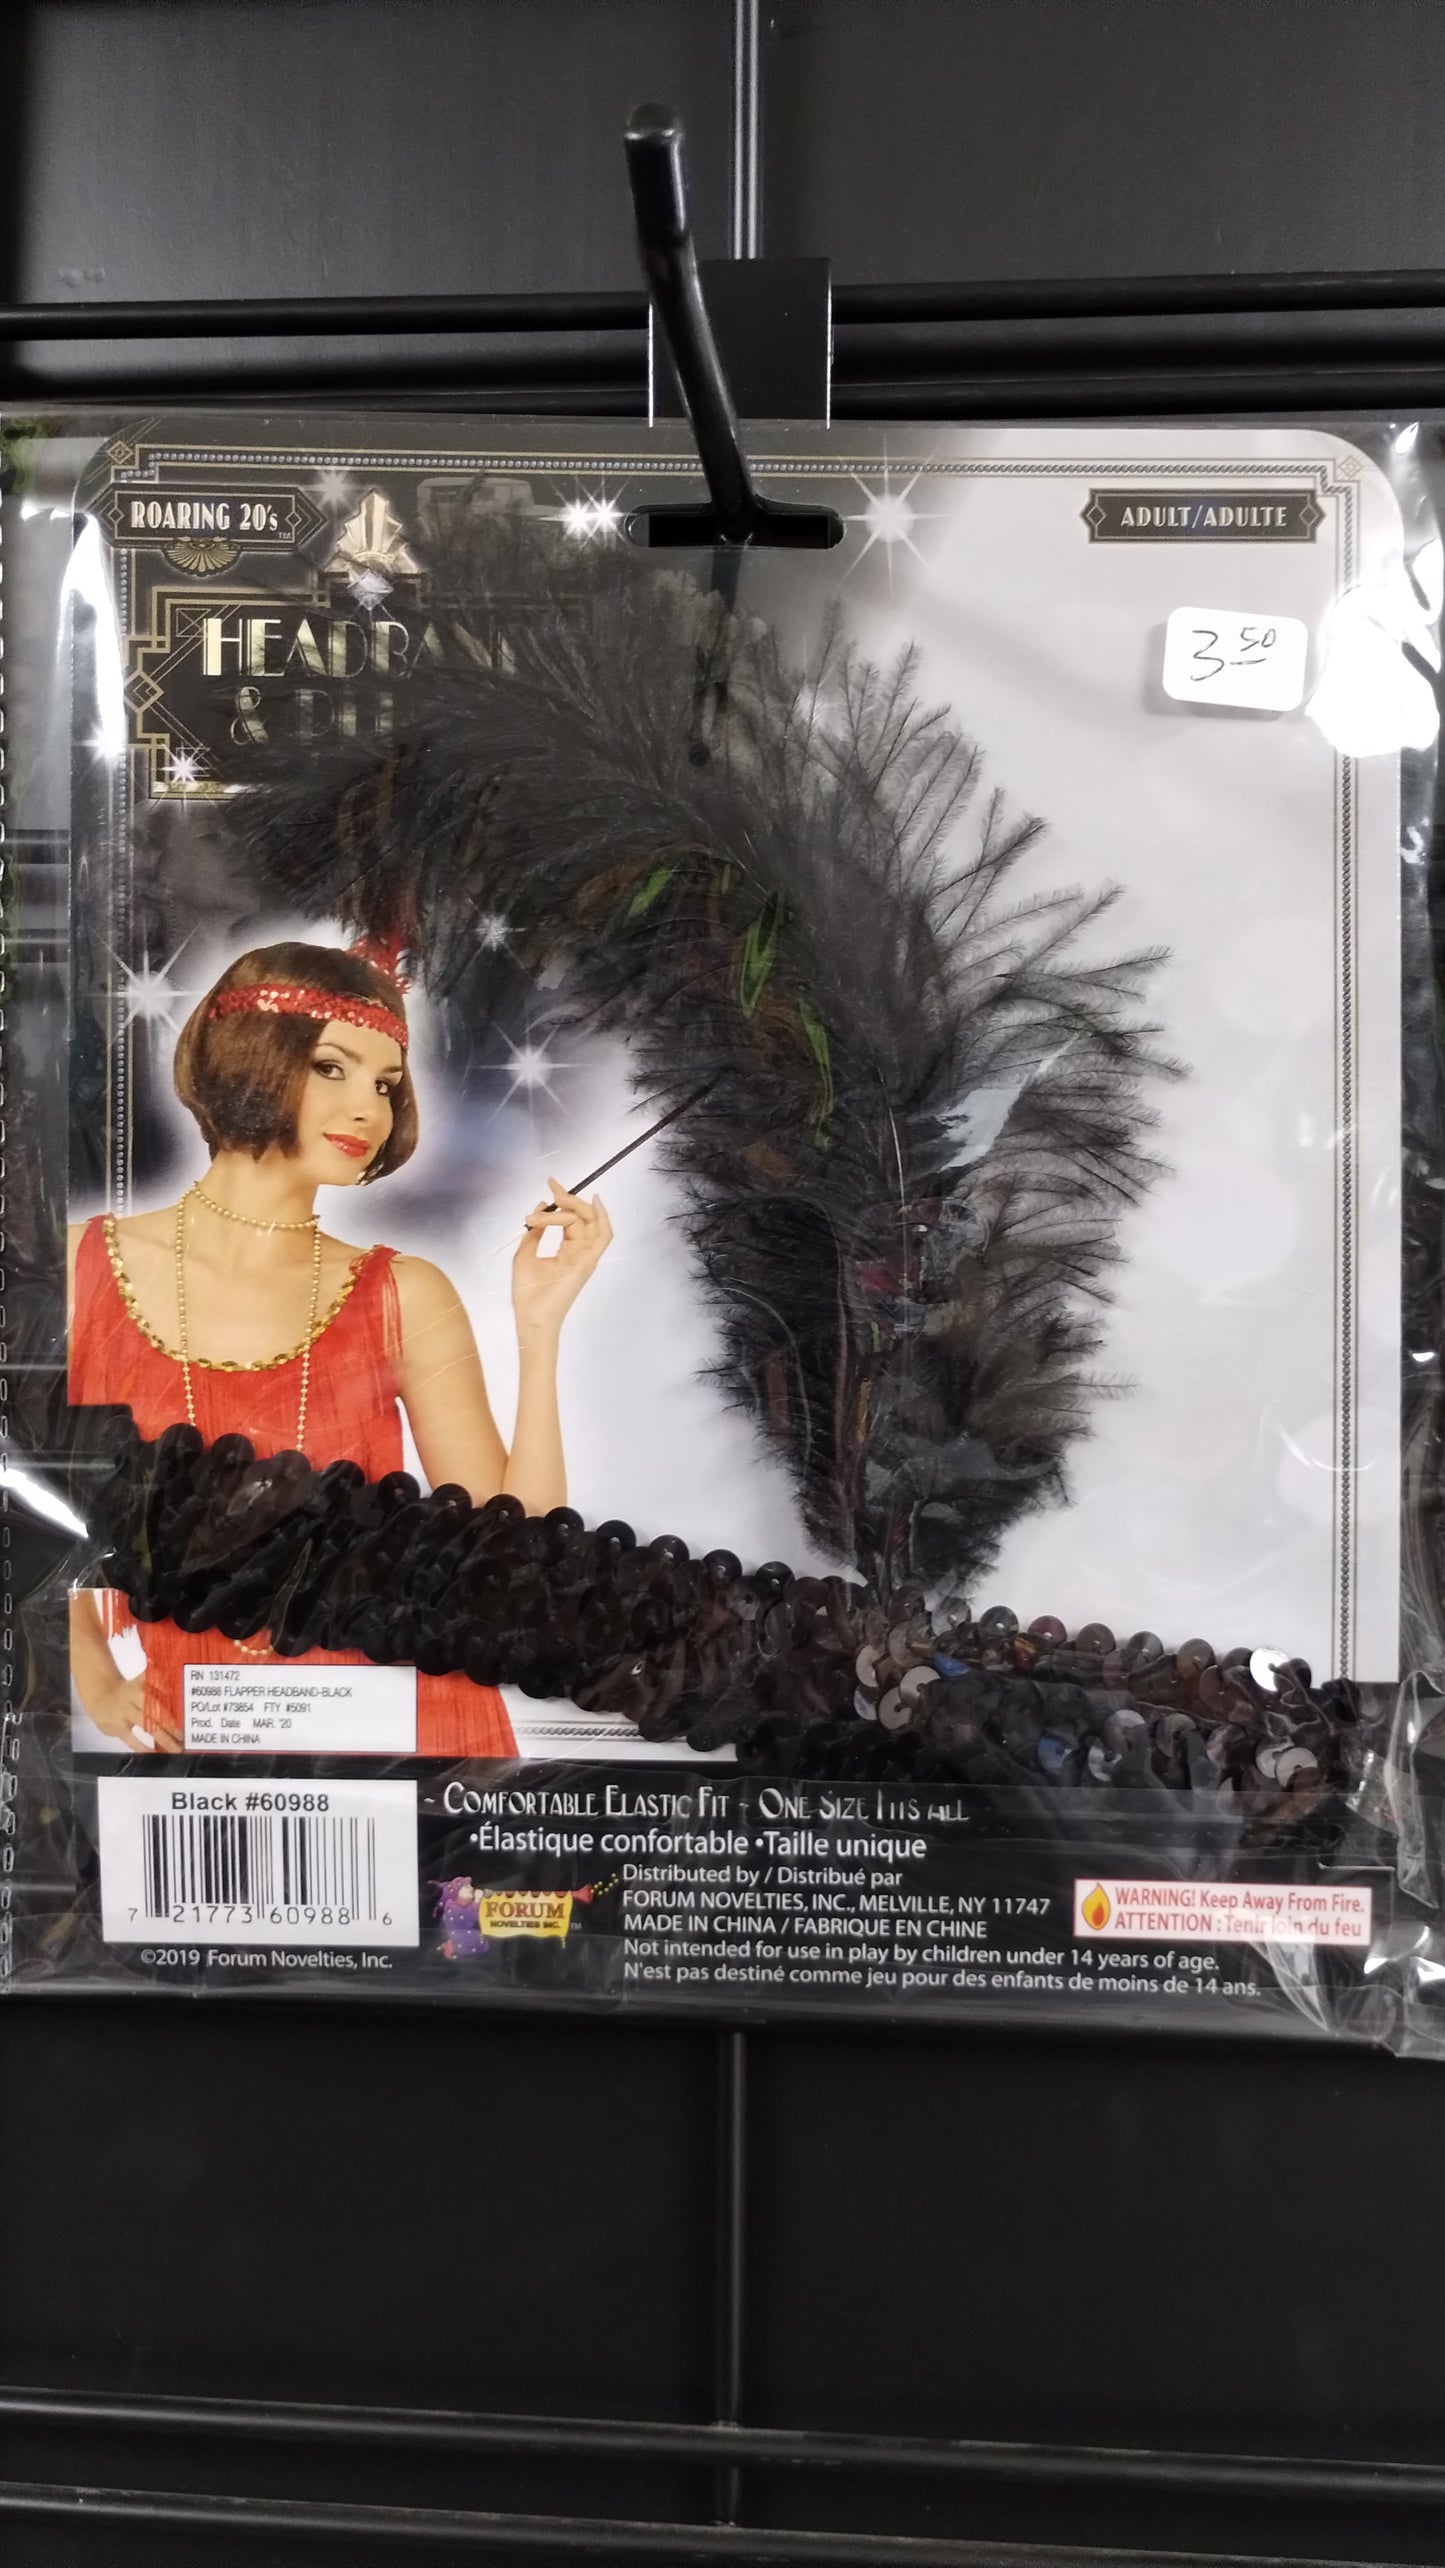 ROARING 20's™
ADULT/ADULTE
3 50
&
RN 131472
#60988 FLAPPER HEADBAND-BLACK
PO/Lot #73854 FTY #5091
Prod. Date MAR. '20
MADE IN CHINA
Black #60988
7 21773 60988 6
©2019 Forum Novelties, Inc.
~ COMFORTABLE ELASTIC FIT ~ ONE SIZE FITS ALL
•Élastique confortable •Taille unique
FORUM
NOVELTIES INC.™
Distributed by / Distribué par
FORUM NOVELTIES, INC., MELVILLE, NY 11747
MADE IN CHINA / FABRIQUE EN CHINE
Not intended for use in play by children under 14 years of age.
N'est pas destiné comme jeu pour des enfants de moins de 14 ans.
WARNING! Keep Away From Fire.
ATTENTION : Tenir loin du feu